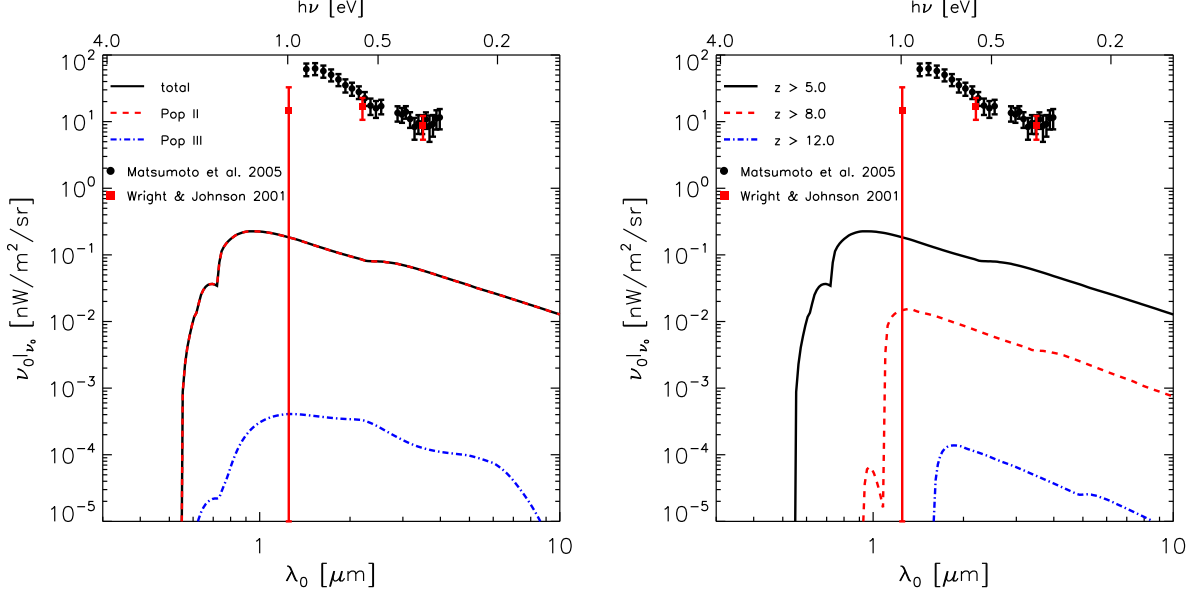 hν [eV]
4.0 1.0 0.5 0.2
10² 
10¹
10⁰
10⁻¹
10⁻²
10⁻³
10⁻⁴
10⁻⁵
ν₀I_ν₀ [nW/m²/sr]
total
Pop II
Pop III
Matsumoto et al. 2005
Wright & Johnson 2001
1 10
λ₀ [μm]
hν [eV]
4.0 1.0 0.5 0.2
10²
10¹
10⁰
10⁻¹
10⁻²
10⁻³
10⁻⁴
10⁻⁵
ν₀I_ν₀ [nW/m²/sr]
z > 5.0
z > 8.0
z > 12.0
Matsumoto et al. 2005
Wright & Johnson 2001
1 10
λ₀ [μm]